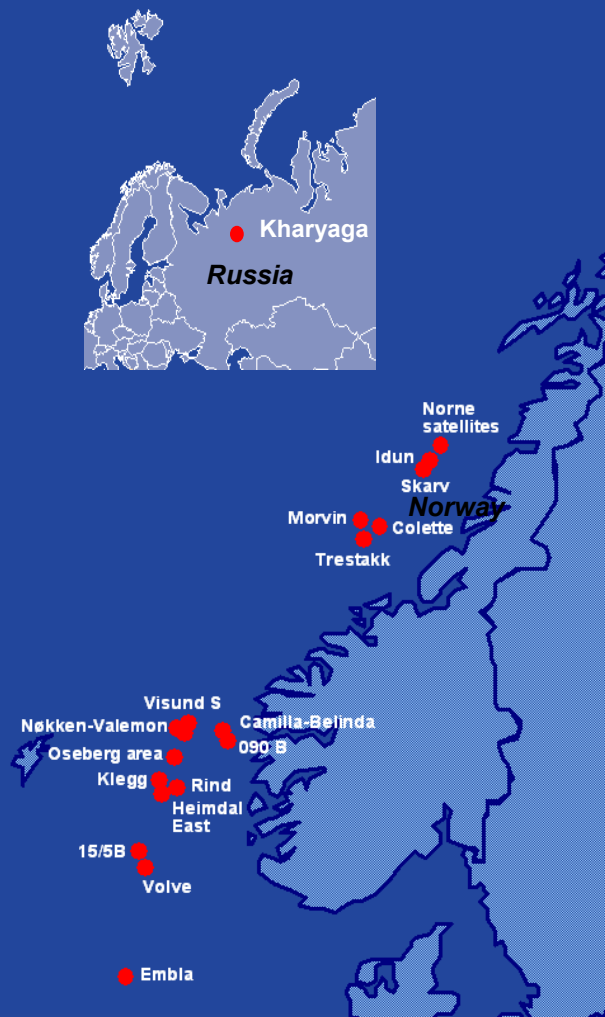 Kharyaga
Russia
Norne
satellites
Idun
Skarv
Norway
Morvin
Colette
Trestakk
Visund S
Nøkken-Valemon
Camilla-Belinda
090 B
Oseberg area
Klegg
Rind
Heimdal
East
15/5B
Volve
Embla